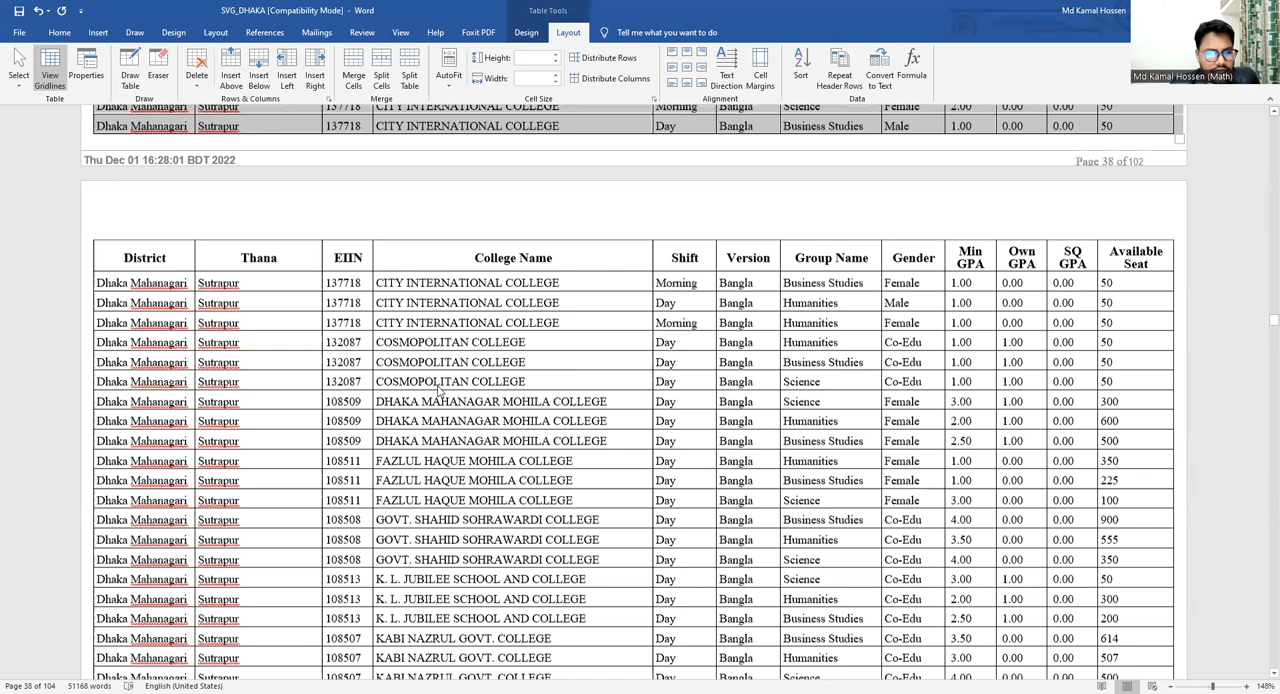 SVG_DHAKA [Compatibility Mode] - Word
Table Tools
Md Kamal Hossen
File Home Insert Draw Design Layout References Mailings Review View Help Foxit PDF Design Layout Tell me what you want to do
Select View Gridlines Properties Draw Table Eraser Delete Insert Above Insert Below Insert Left Insert Right Merge Cells Split Cells Split Table AutoFit Height: Width: Distribute Rows Distribute Columns Text Direction Cell Margins Sort Repeat Header Rows Convert to Text Formula
Table Draw Rows & Columns Merge Cell Size Alignment Data
Md Kamal Hossen (Math)
Dhaka Mahanagari Sutrapur 137718 CITY INTERNATIONAL COLLEGE Morning Bangla Science Female 2.00 0.00 0.00 50
Dhaka Mahanagari Sutrapur 137718 CITY INTERNATIONAL COLLEGE Day Bangla Business Studies Male 1.00 0.00 0.00 50
Thu Dec 01 16:28:01 BDT 2022 Page 38 of 102
District Thana EIIN College Name Shift Version Group Name Gender Min GPA Own GPA SQ GPA Available Seat
Dhaka Mahanagari Sutrapur 137718 CITY INTERNATIONAL COLLEGE Morning Bangla Business Studies Female 1.00 0.00 0.00 50
Dhaka Mahanagari Sutrapur 137718 CITY INTERNATIONAL COLLEGE Day Bangla Humanities Male 1.00 0.00 0.00 50
Dhaka Mahanagari Sutrapur 137718 CITY INTERNATIONAL COLLEGE Morning Bangla Humanities Female 1.00 0.00 0.00 50
Dhaka Mahanagari Sutrapur 132087 COSMOPOLITAN COLLEGE Day Bangla Humanities Co-Edu 1.00 1.00 0.00 50
Dhaka Mahanagari Sutrapur 132087 COSMOPOLITAN COLLEGE Day Bangla Business Studies Co-Edu 1.00 1.00 0.00 50
Dhaka Mahanagari Sutrapur 132087 COSMOPOLITAN COLLEGE Day Bangla Science Co-Edu 1.00 1.00 0.00 50
Dhaka Mahanagari Sutrapur 108509 DHAKA MAHANAGAR MOHILA COLLEGE Day Bangla Science Female 3.00 1.00 0.00 300
Dhaka Mahanagari Sutrapur 108509 DHAKA MAHANAGAR MOHILA COLLEGE Day Bangla Humanities Female 2.00 1.00 0.00 600
Dhaka Mahanagari Sutrapur 108509 DHAKA MAHANAGAR MOHILA COLLEGE Day Bangla Business Studies Female 2.50 1.00 0.00 500
Dhaka Mahanagari Sutrapur 108511 FAZLUL HAQUE MOHILA COLLEGE Day Bangla Humanities Female 1.00 0.00 0.00 350
Dhaka Mahanagari Sutrapur 108511 FAZLUL HAQUE MOHILA COLLEGE Day Bangla Business Studies Female 1.00 0.00 0.00 225
Dhaka Mahanagari Sutrapur 108511 FAZLUL HAQUE MOHILA COLLEGE Day Bangla Science Female 3.00 0.00 0.00 100
Dhaka Mahanagari Sutrapur 108508 GOVT. SHAHID SOHRAWARDI COLLEGE Day Bangla Business Studies Co-Edu 4.00 0.00 0.00 900
Dhaka Mahanagari Sutrapur 108508 GOVT. SHAHID SOHRAWARDI COLLEGE Day Bangla Humanities Co-Edu 3.50 0.00 0.00 555
Dhaka Mahanagari Sutrapur 108508 GOVT. SHAHID SOHRAWARDI COLLEGE Day Bangla Science Co-Edu 4.00 0.00 0.00 350
Dhaka Mahanagari Sutrapur 108513 K. L. JUBILEE SCHOOL AND COLLEGE Day Bangla Science Co-Edu 3.00 1.00 0.00 50
Dhaka Mahanagari Sutrapur 108513 K. L. JUBILEE SCHOOL AND COLLEGE Day Bangla Humanities Co-Edu 2.00 1.00 0.00 300
Dhaka Mahanagari Sutrapur 108513 K. L. JUBILEE SCHOOL AND COLLEGE Day Bangla Business Studies Co-Edu 2.50 1.00 0.00 200
Dhaka Mahanagari Sutrapur 108507 KABI NAZRUL GOVT. COLLEGE Day Bangla Business Studies Co-Edu 3.50 0.00 0.00 614
Dhaka Mahanagari Sutrapur 108507 KABI NAZRUL GOVT. COLLEGE Day Bangla Humanities Co-Edu 3.00 0.00 0.00 507
Dhaka Mahanagari Sutrapur 108507 KABI NAZRUL GOVT. COLLEGE Day Bangla Science Co-Edu 4.00 0.00 0.00 500
Page 38 of 104 51168 words English (United States) 148%